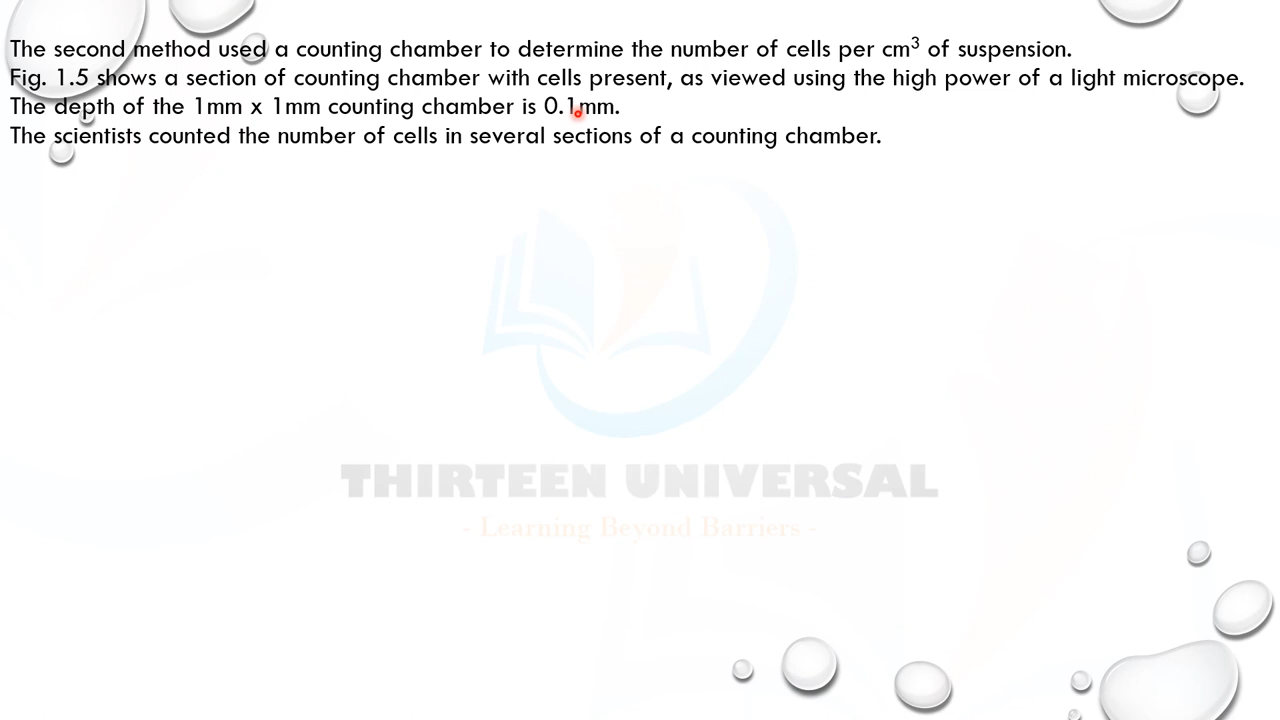 The second method used a counting chamber to determine the number of cells per cm³ of suspension.
Fig. 1.5 shows a section of counting chamber with cells present, as viewed using the high power of a light microscope.
The depth of the 1mm x 1mm counting chamber is 0.1mm.
The scientists counted the number of cells in several sections of a counting chamber.
THIRTEEN UNIVERSAL
- Learning Beyond Barriers -